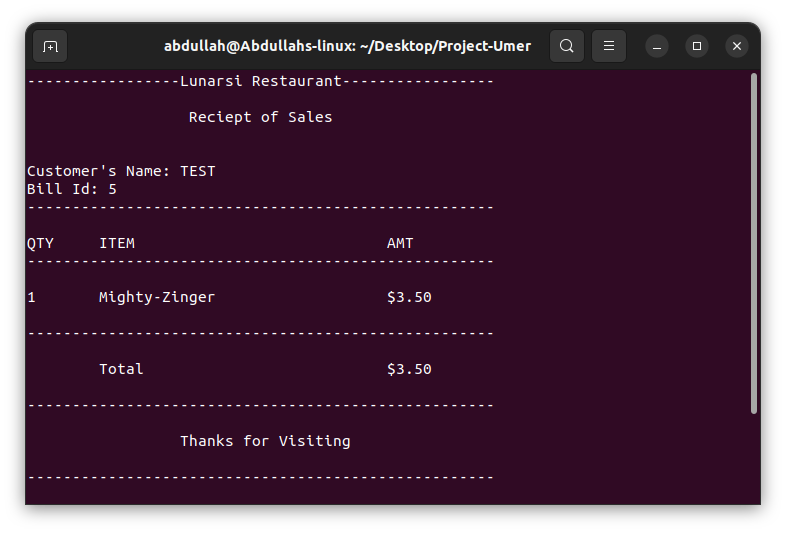 abdullah@Abdullahs-linux: ~/Desktop/Project-Umer
-----------------Lunarsi Restaurant-----------------
Reciept of Sales
Customer's Name: TEST
Bill Id: 5
----------------------------------------------------
QTY     ITEM                            AMT
----------------------------------------------------
1       Mighty-Zinger                   $3.50
----------------------------------------------------
Total                           $3.50
----------------------------------------------------
Thanks for Visiting
----------------------------------------------------